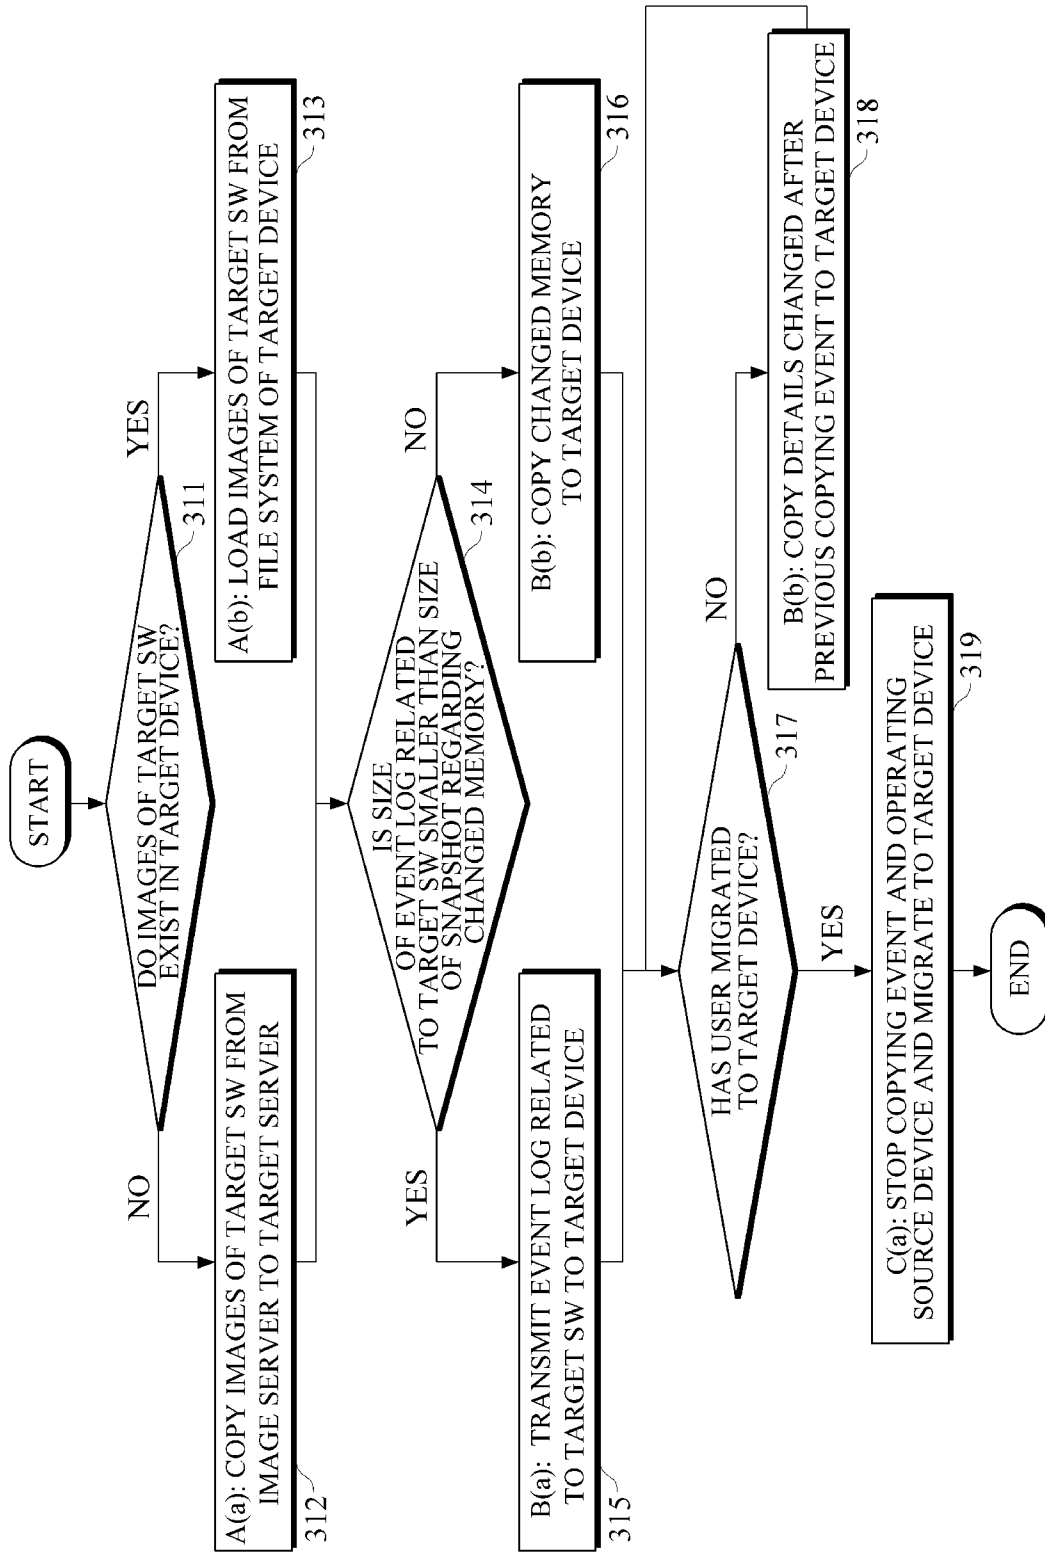 START
DO IMAGES OF TARGET SW
EXIST IN TARGET DEVICE?
311
NO
YES
A(a): COPY IMAGES OF TARGET SW FROM
IMAGE SERVER TO TARGET SERVER
312
A(b): LOAD IMAGES OF TARGET SW FROM
FILE SYSTEM OF TARGET DEVICE
313
IS SIZE
OF EVENT LOG RELATED
TO TARGET SW SMALLER THAN SIZE
OF SNAPSHOT REGARDING
CHANGED MEMORY?
314
YES
NO
B(a): TRANSMIT EVENT LOG RELATED
TO TARGET SW TO TARGET DEVICE
315
B(b): COPY CHANGED MEMORY
TO TARGET DEVICE
316
HAS USER MIGRATED
TO TARGET DEVICE?
317
NO
YES
B(b): COPY DETAILS CHANGED AFTER
PREVIOUS COPYING EVENT TO TARGET DEVICE
318
C(a): STOP COPYING EVENT AND OPERATING
SOURCE DEVICE AND MIGRATE TO TARGET DEVICE
319
END